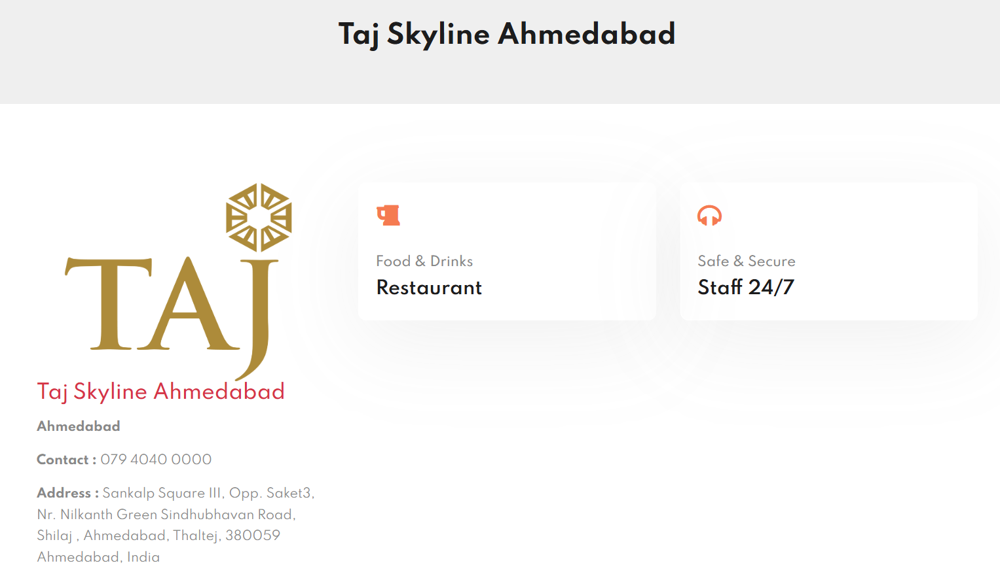 Taj Skyline Ahmedabad
TAJ
Taj Skyline Ahmedabad
Ahmedabad
Contact : 079 4040 0000
Address : Sankalp Square III, Opp. Saket3,
Nr. Nilkanth Green Sindhubhavan Road,
Shilaj , Ahmedabad, Thaltej, 380059
Ahmedabad, India
Food & Drinks
Restaurant
Safe & Secure
Staff 24/7